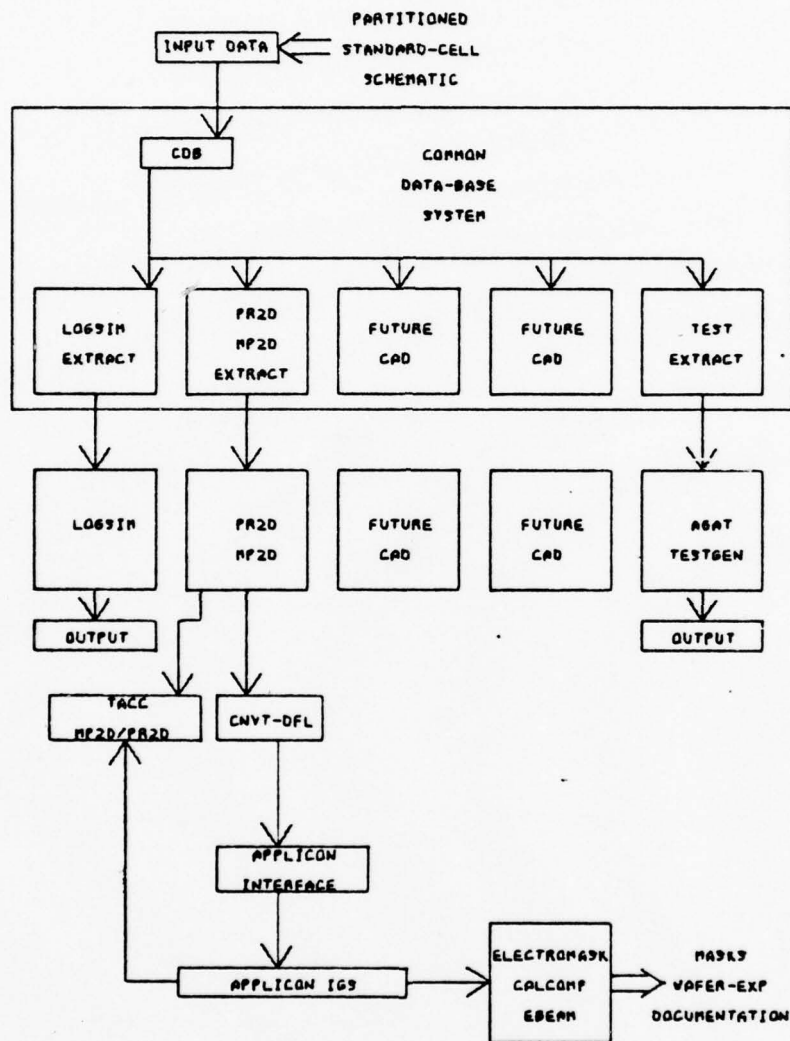 PARTITIONED
INPUT DATA
STANDARD-CELL
SCHEMATIC
CDB
COMMON
DATA-BASE
SYSTEM
LOGSIM
EXTRACT
PR2D
MP2D
EXTRACT
FUTURE
CAD
FUTURE
CAD
TEST
EXTRACT
LOGSIM
PR2D
MP2D
FUTURE
CAD
FUTURE
CAD
AGAT
TESTGEN
OUTPUT
OUTPUT
TACC
MP2D/PR2D
CNVT-DFL
APPLICON
INTERFACE
APPLICON IGS
ELECTROMASK
CALCOMP
EBEAM
MASKS
WAFER-EXP
DOCUMENTATION